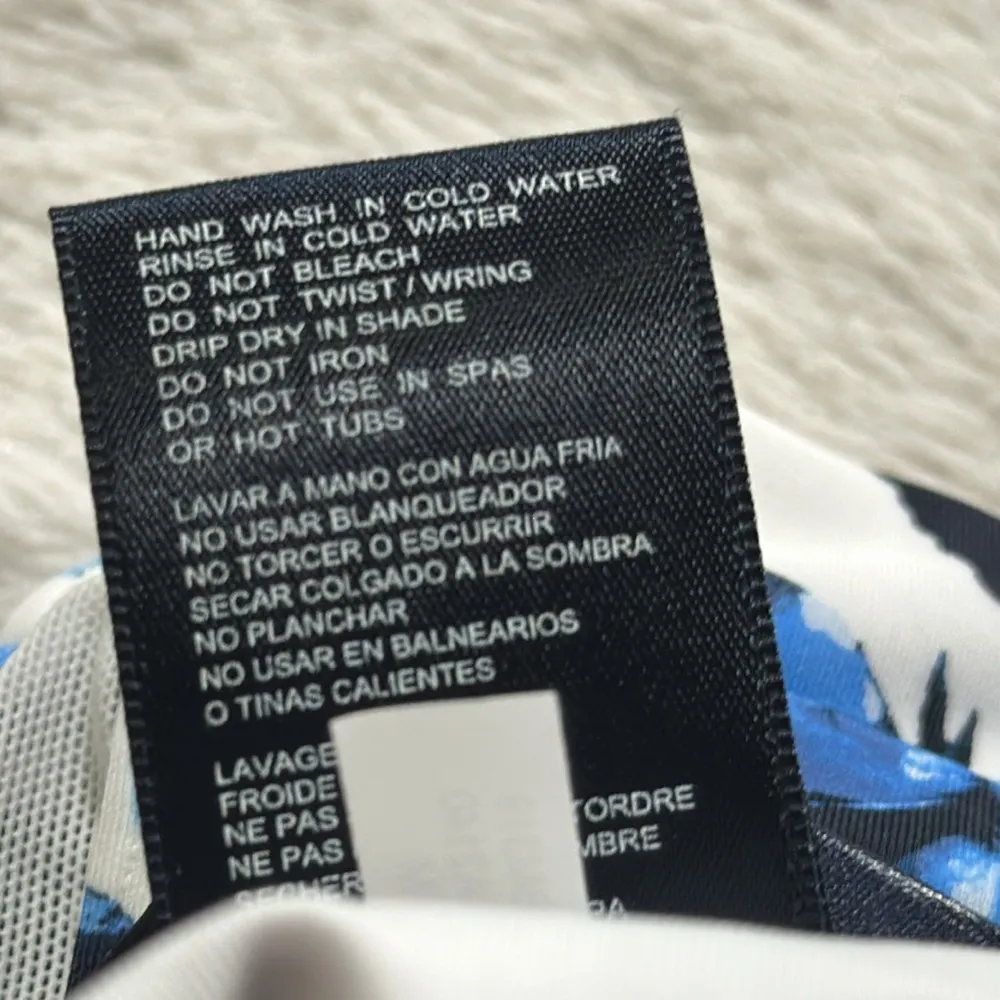 HAND WASH IN COLD WATER
RINSE IN COLD WATER
DO NOT BLEACH
DO NOT TWIST / WRING
DRIP DRY IN SHADE
DO NOT IRON
DO NOT USE IN SPAS
OR HOT TUBS
LAVAR A MANO CON AGUA FRIA
NO USAR BLANQUEADOR
NO TORCER O ESCURRIR
SECAR COLGADO A LA SOMBRA
NO PLANCHAR
NO USAR EN BALNEARIOS
O TINAS CALIENTES
LAVAGE
FROIDE
NE PAS TORDRE
NE PAS MBRE
SECHER